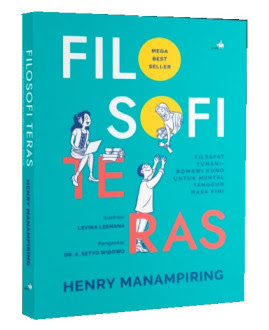 FILO
MEGA
BEST
SELLER
SOFI
FILSAFAT
YUNANI-
ROMAWI KUNO
UNTUK MENTAL
TANGGUH
MASA KINI
TE
RAS
Ilustrasi
LEVINA LESMANA
Pengantar
DR. A. SETYO WIBOWO
HENRY MANAMPIRING
FILOSOFI TERAS
HENRY MANAMPIRING